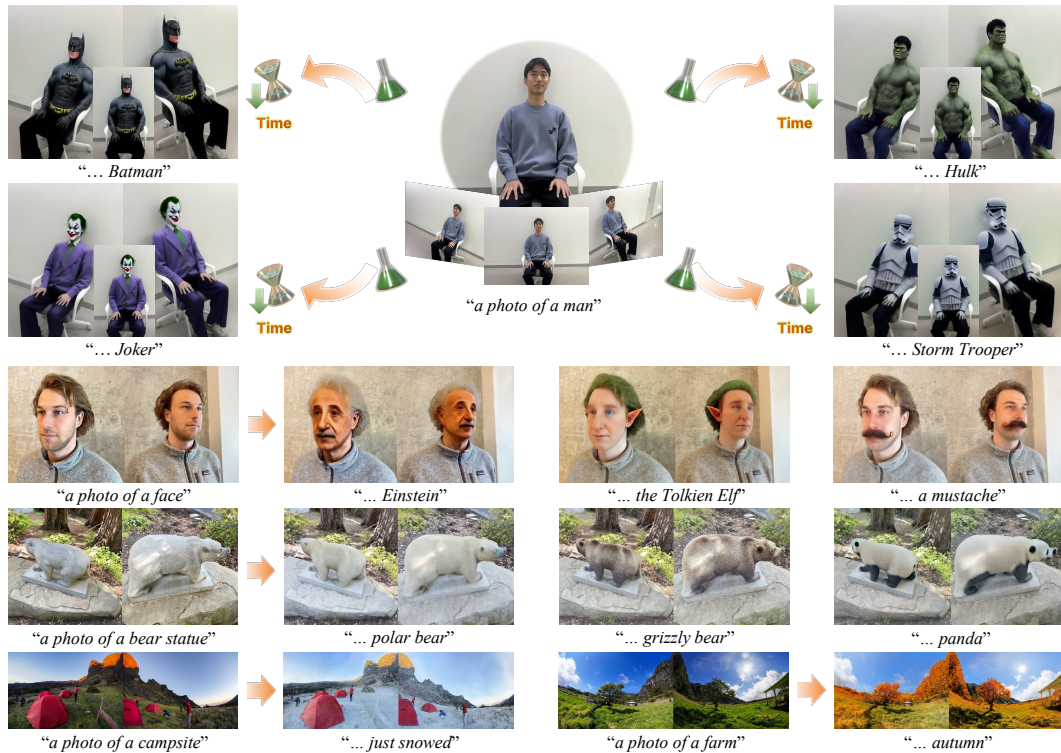 Time
Time
“... Batman”
“... Hulk”
Time
Time
“a photo of a man”
“... Joker”
“... Storm Trooper”
“a photo of a face”
“... Einstein”
“... the Tolkien Elf”
“... a mustache”
“a photo of a bear statue”
“... polar bear”
“... grizzly bear”
“... panda”
“a photo of a campsite”
“... just snowed”
“a photo of a farm”
“... autumn”